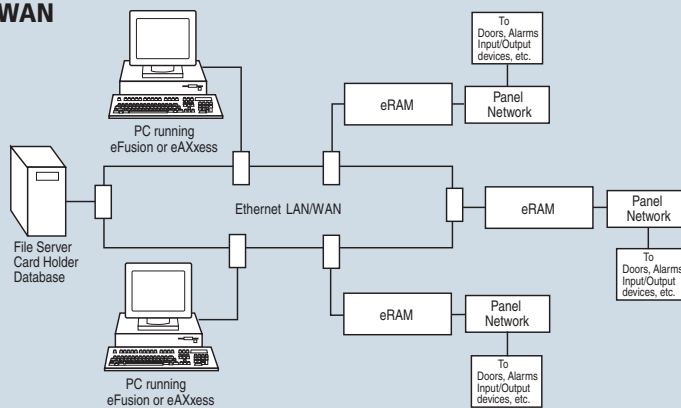 WAN
To
Doors, Alarms
Input/Output
devices, etc.
eRAM
Panel
Network
PC running
eFusion or eAXxess
Ethernet LAN/WAN
eRAM
Panel
Network
File Server
Card Holder
Database
To
Doors, Alarms
Input/Output
devices, etc.
eRAM
Panel
Network
To
Doors, Alarms
Input/Output
devices, etc.
PC running
eFusion or eAXxess